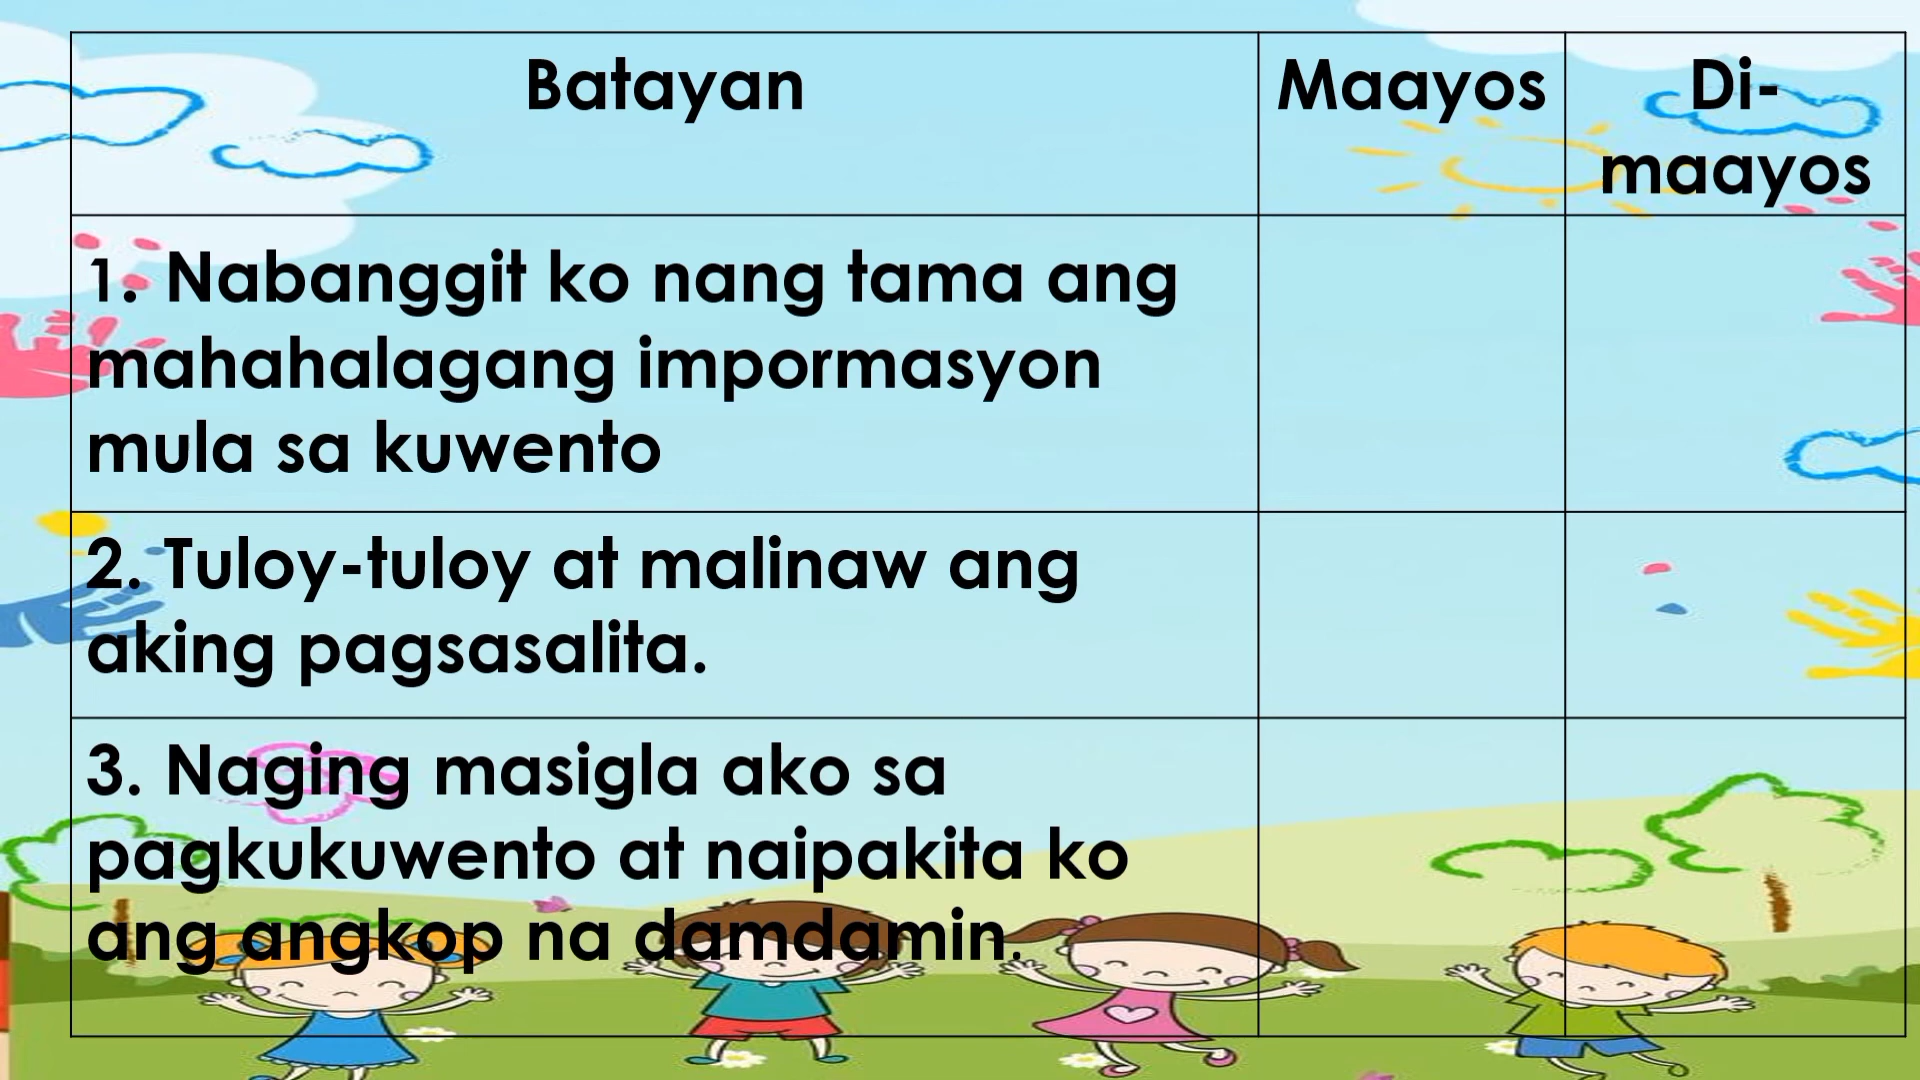 Batayan
Maayos
Di-
maayos
1. Nabanggit ko nang tama ang
mahahalagang impormasyon
mula sa kuwento
2. Tuloy-tuloy at malinaw ang
aking pagsasalita.
3. Naging masigla ako sa
pagkukuwento at naipakita ko
ang angkop na damdamin.